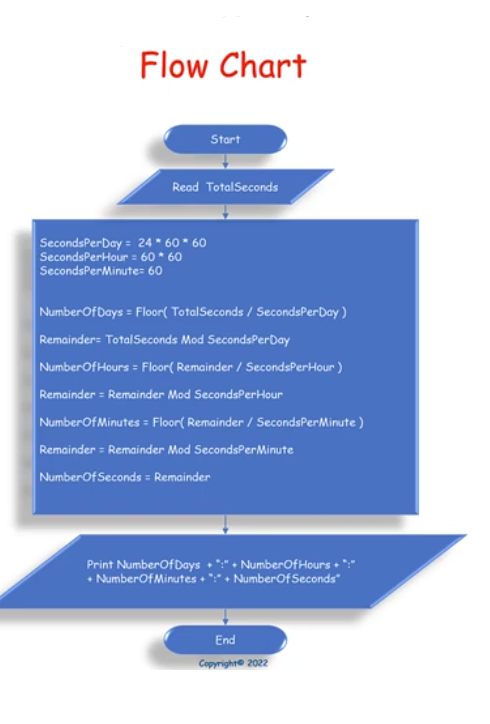 Flow Chart
Start
Read TotalSeconds
SecondsPerDay = 24 * 60 * 60
SecondsPerHour = 60 * 60
SecondsPerMinute= 60
NumberOfDays = Floor( TotalSeconds / SecondsPerDay )
Remainder= TotalSeconds Mod SecondsPerDay
NumberOfHours = Floor( Remainder / SecondsPerHour )
Remainder = Remainder Mod SecondsPerHour
NumberOfMinutes = Floor( Remainder / SecondsPerMinute )
Remainder = Remainder Mod SecondsPerMinute
NumberOfSeconds = Remainder
Print NumberOfDays + “:” + NumberOfHours + “:”
+ NumberOfMinutes + “:” + NumberOfSeconds”
End
Copyright© 2022